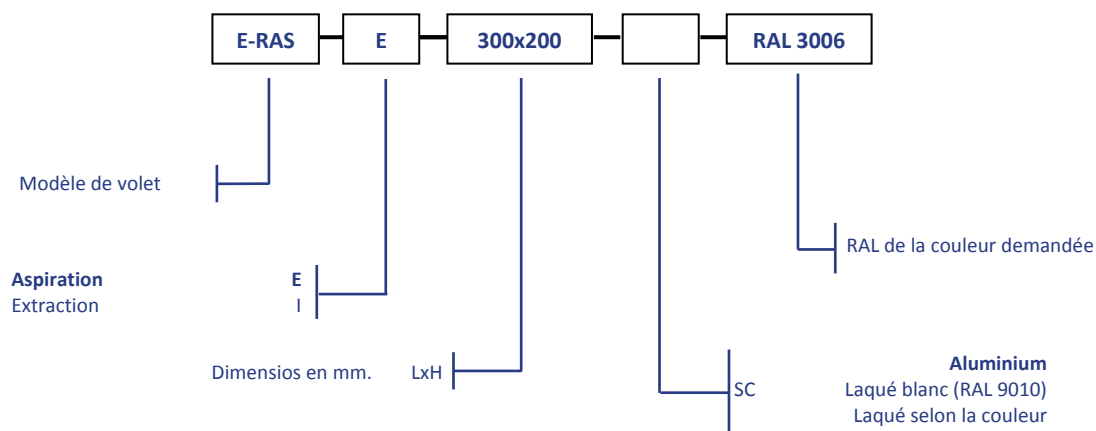 E-RAS E 300x200 RAL 3006
Modèle de volet
RAL de la couleur demandée
Aspiration E
Extraction I
Dimensios en mm. LxH
Aluminium
SC Laqué blanc (RAL 9010)
Laqué selon la couleur